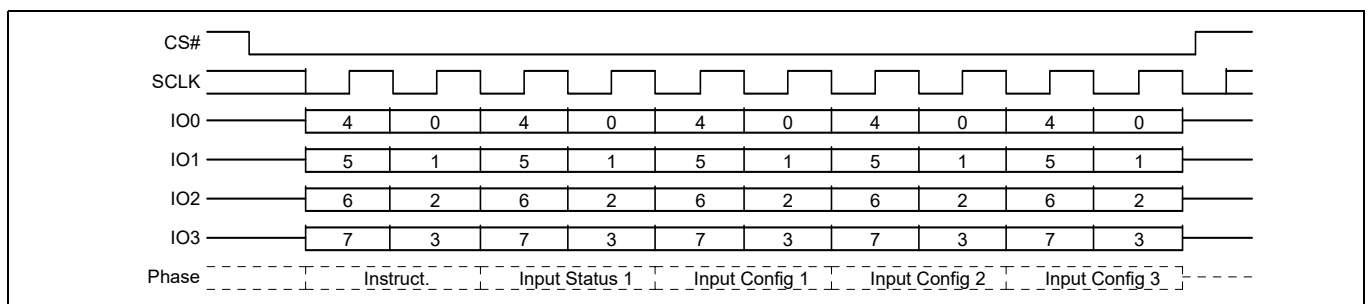 CS#
SCLK
IO0 4 0 4 0 4 0 4 0 4 0
IO1 5 1 5 1 5 1 5 1 5 1
IO2 6 2 6 2 6 2 6 2 6 2
IO3 7 3 7 3 7 3 7 3 7 3
Phase Instruct. Input Status 1 Input Config 1 Input Config 2 Input Config 3